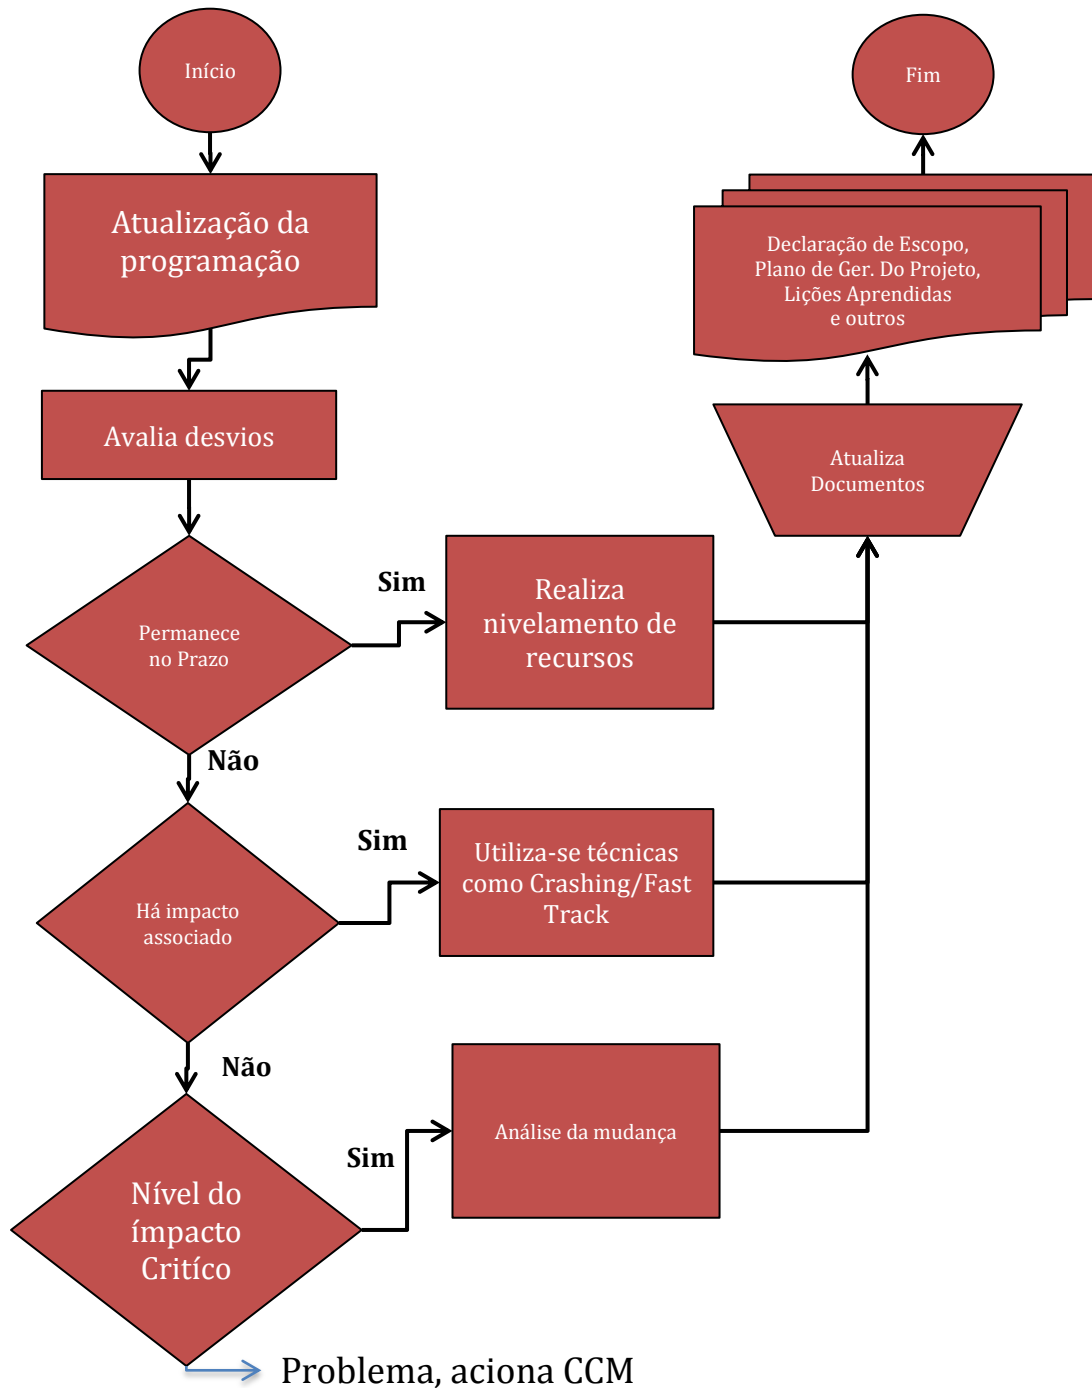 Início
Atualização da
programação
Avalia desvios
Permanece
no Prazo
Sim
Realiza
nivelamento de
recursos
Não
Há impacto
associado
Sim
Utiliza-se técnicas
como Crashing/Fast
Track
Não
Nível do
ímpacto
Critíco
Sim
Análise da mudança
Problema, aciona CCM
Atualiza
Documentos
Declaração de Escopo,
Plano de Ger. Do Projeto,
Lições Aprendidas
e outros
Fim